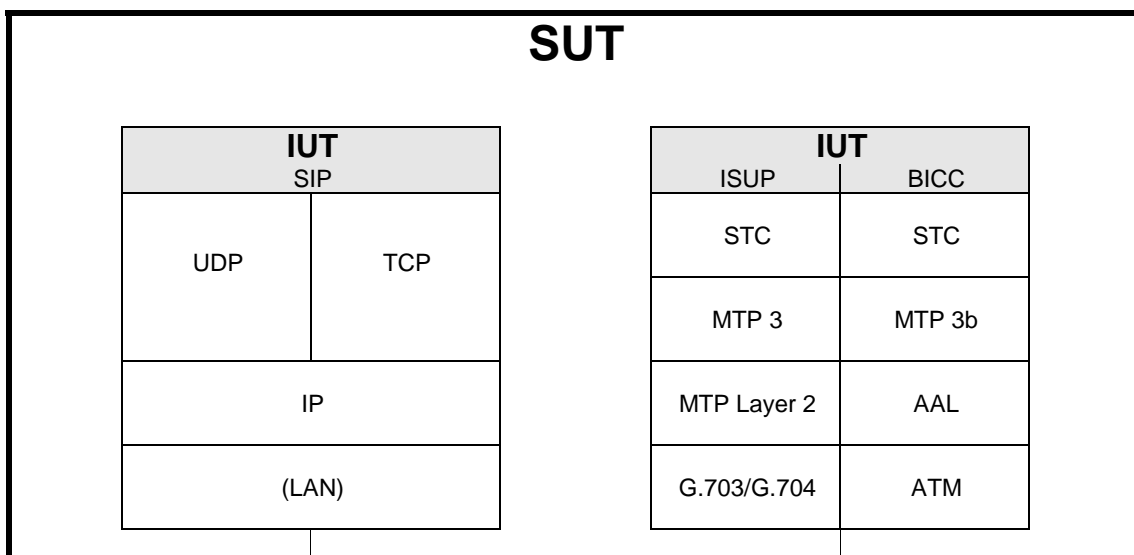 SUT
IUT
SIP
UDP TCP
IP
(LAN)
IUT
ISUP BICC
STC STC
MTP 3 MTP 3b
MTP Layer 2 AAL
G.703/G.704 ATM